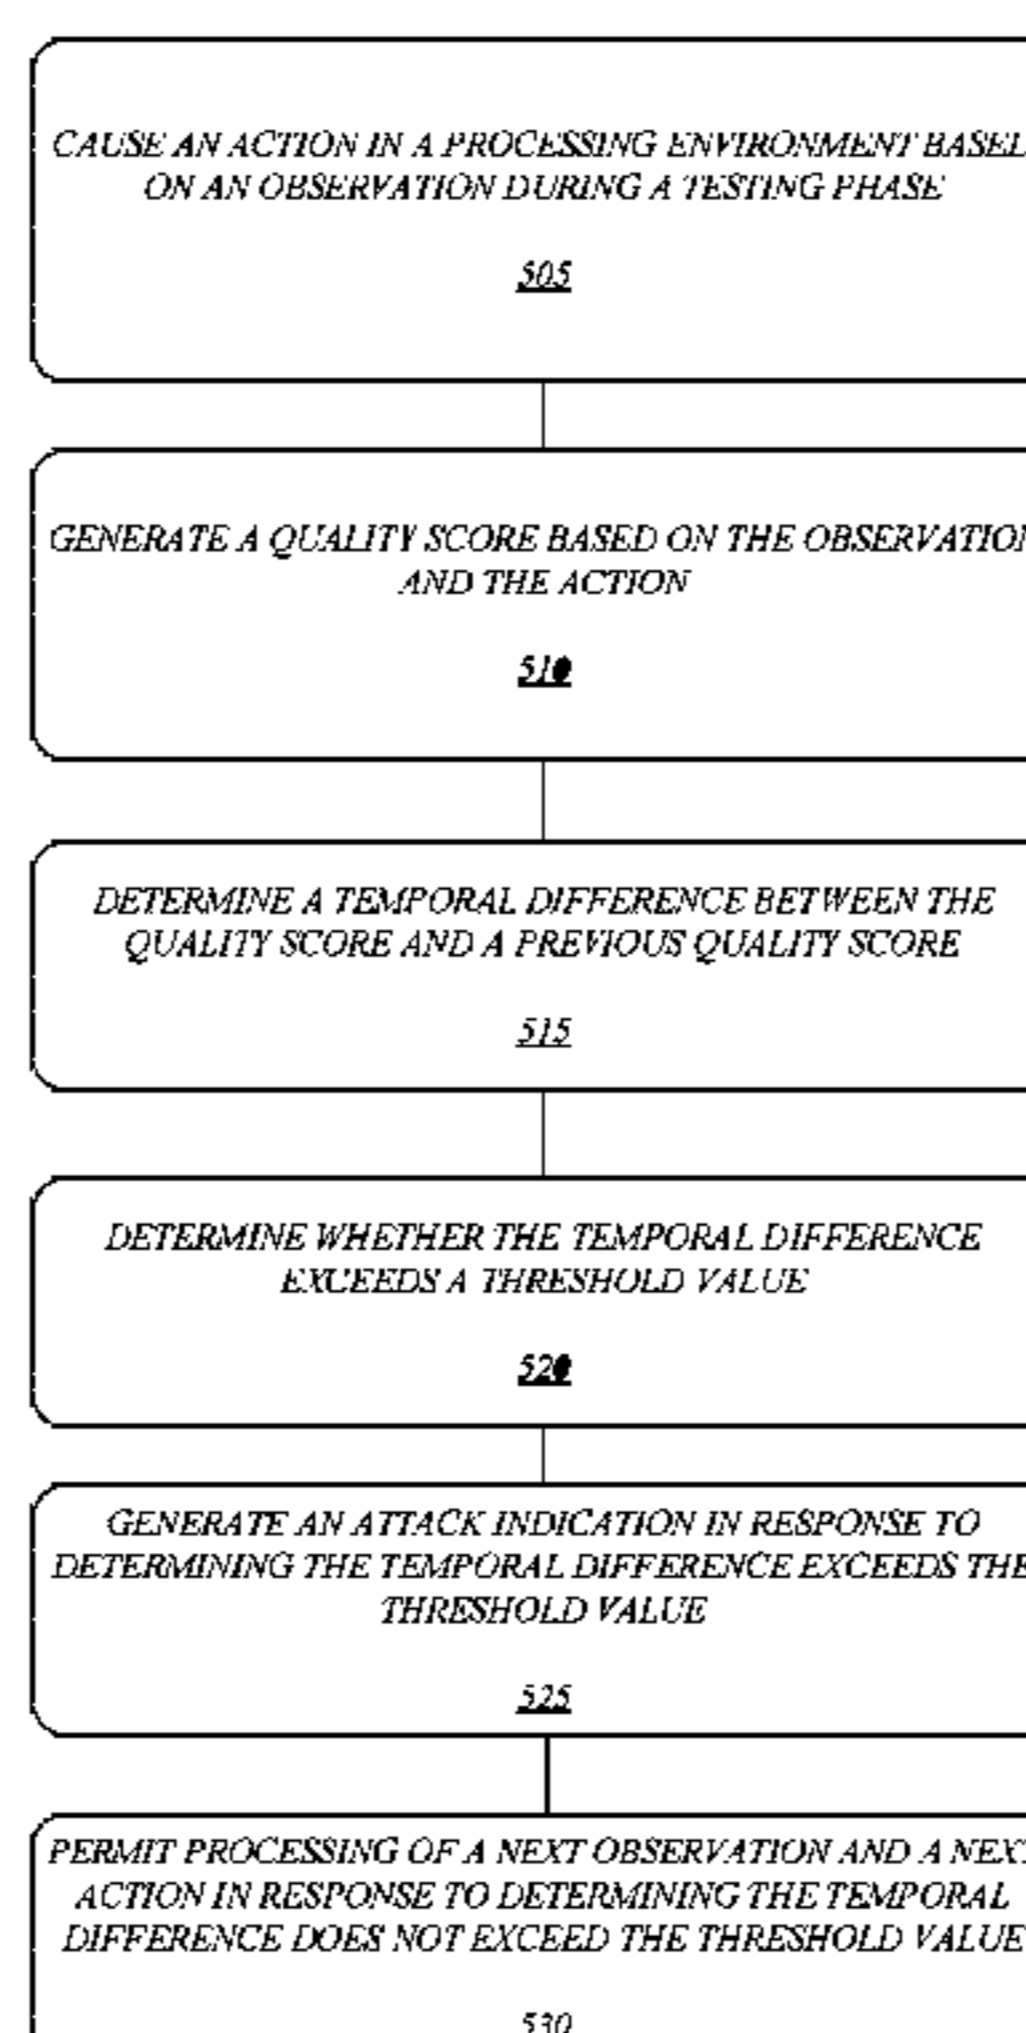 CAUSE AN ACTION IN A PROCESSING ENVIRONMENT BASED
ON AN OBSERVATION DURING A TESTING PHASE
505
GENERATE A QUALITY SCORE BASED ON THE OBSERVATION
AND THE ACTION
510
DETERMINE A TEMPORAL DIFFERENCE BETWEEN THE
QUALITY SCORE AND A PREVIOUS QUALITY SCORE
515
DETERMINE WHETHER THE TEMPORAL DIFFERENCE
EXCEEDS A THRESHOLD VALUE
520
GENERATE AN ATTACK INDICATION IN RESPONSE TO
DETERMINING THE TEMPORAL DIFFERENCE EXCEEDS THE
THRESHOLD VALUE
525
PERMIT PROCESSING OF A NEXT OBSERVATION AND A NEXT
ACTION IN RESPONSE TO DETERMINING THE TEMPORAL
DIFFERENCE DOES NOT EXCEED THE THRESHOLD VALUE
530